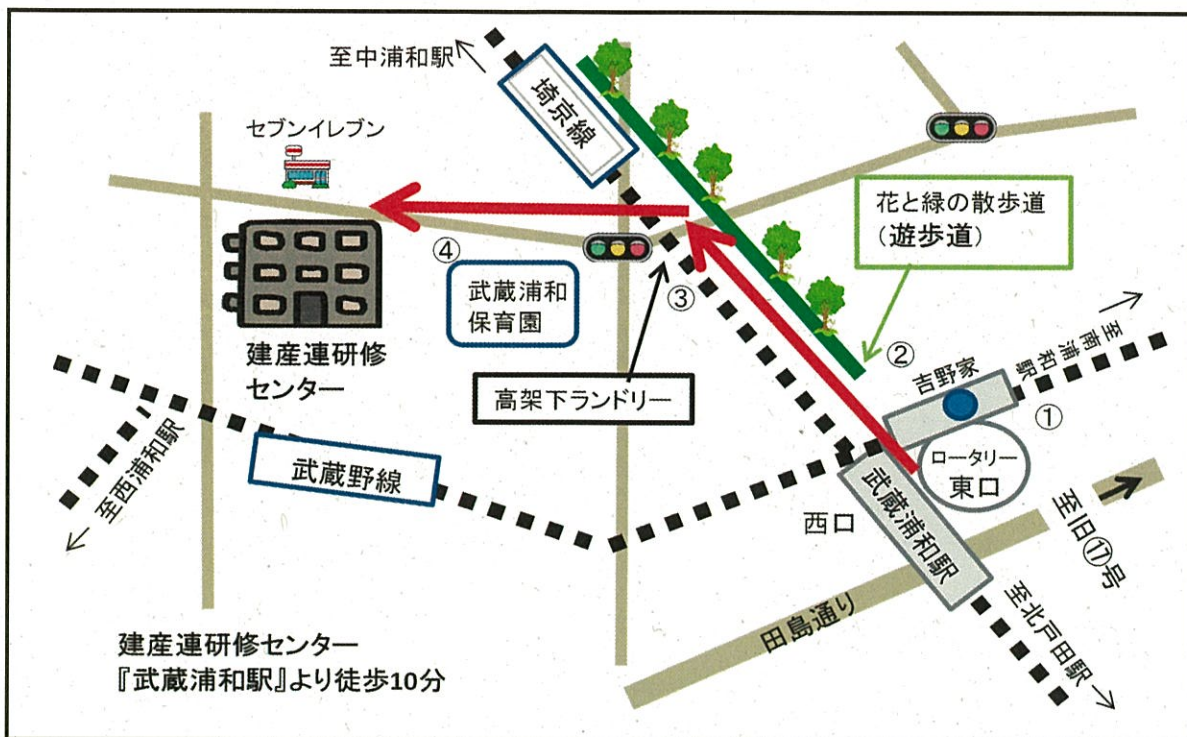 至中浦和駅
埼京線
セブンイレブン
花と緑の散歩道
(遊歩道)
④
武蔵浦和
保育園
③
②
建産連研修
センター
高架下ランドリー
吉野家
至南浦和駅
①
至西浦和駅
武蔵野線
ロータリー
東口
西口
武蔵浦和駅
至旧⑰号
田島通り
至北戸田駅
建産連研修センター
『武蔵浦和駅』より徒歩10分